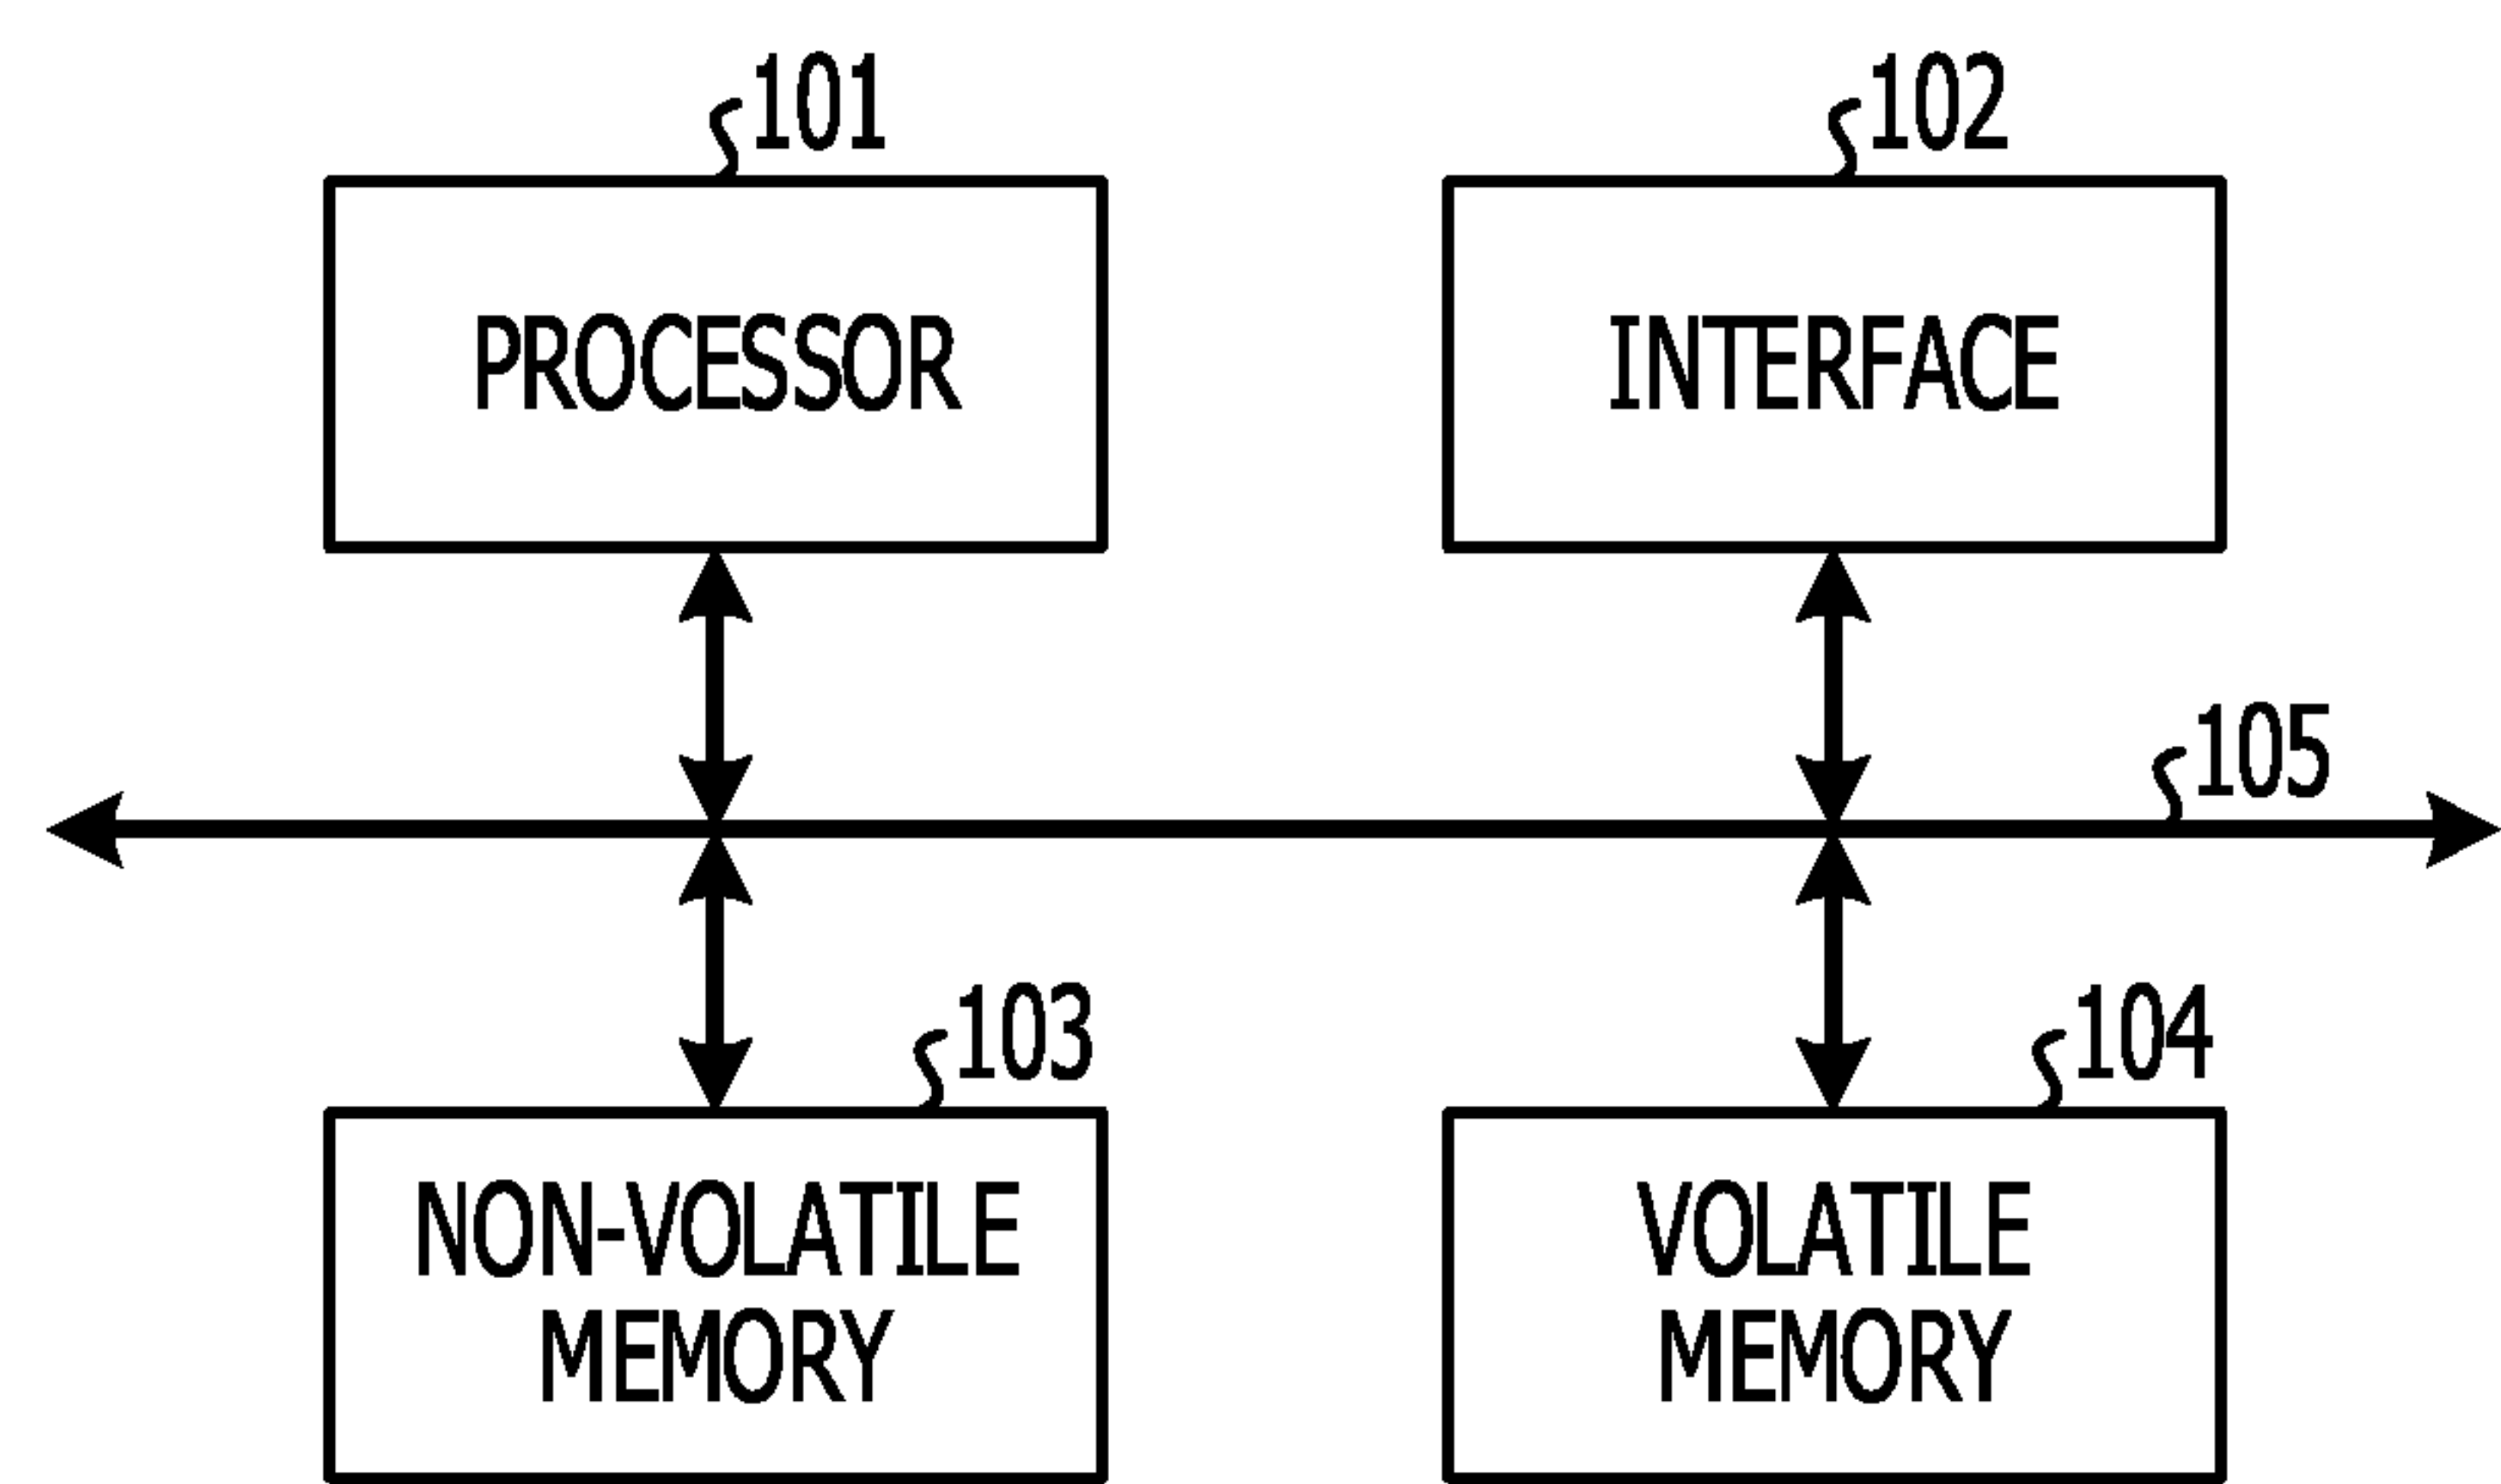 101
102
PROCESSOR
INTERFACE
105
103
104
NON-VOLATILE
MEMORY
VOLATILE
MEMORY